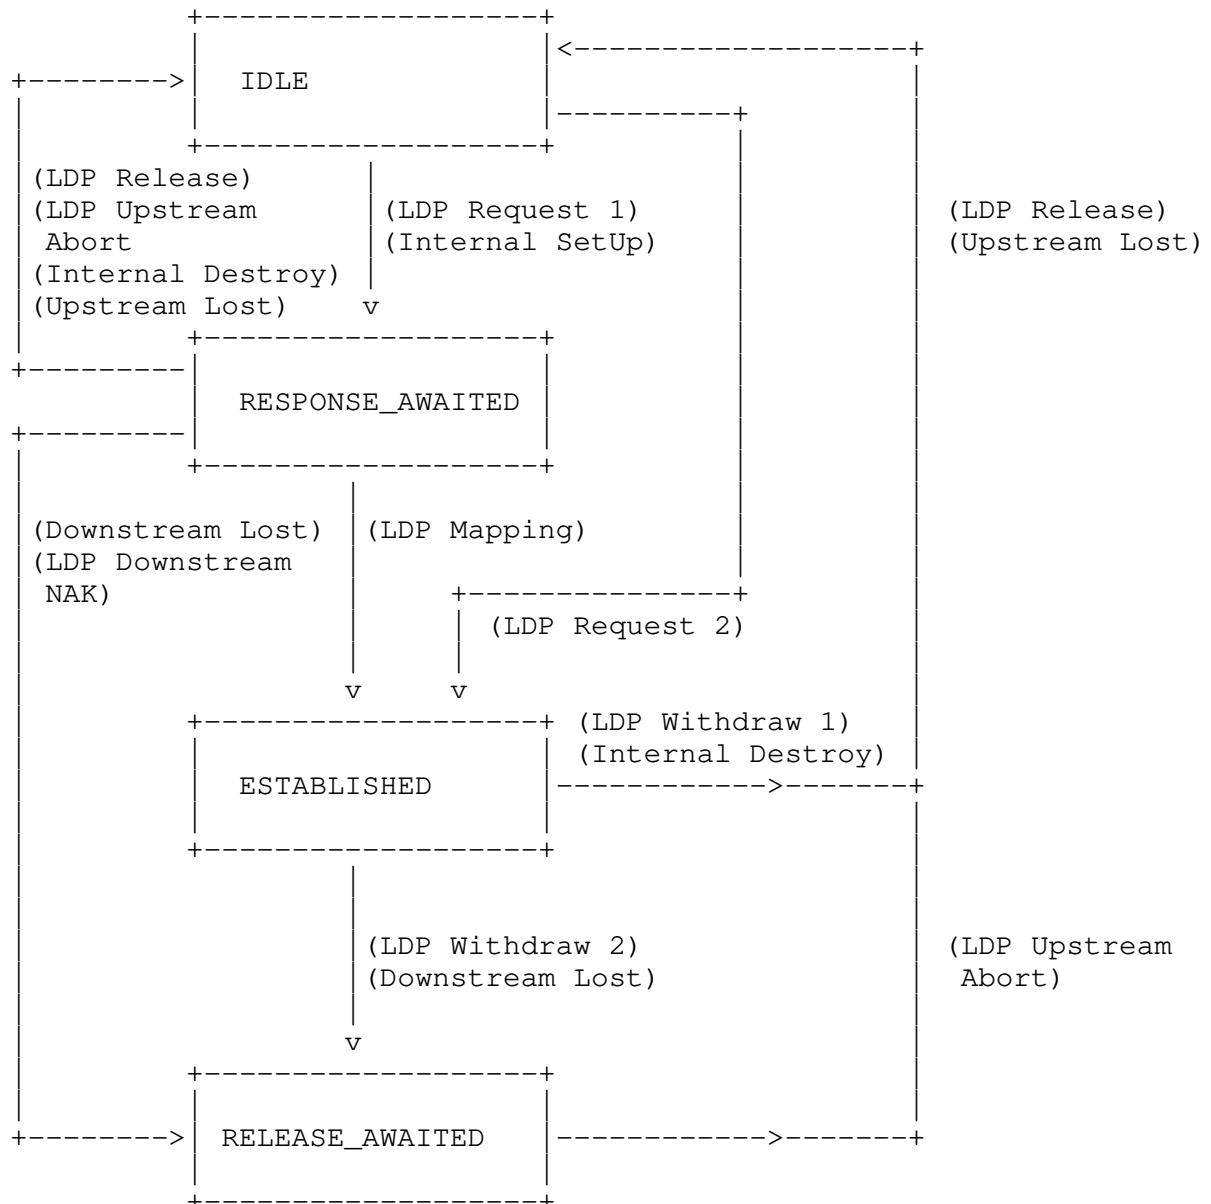 IDLE
(LDP Release)
(LDP Upstream (LDP Request 1) (LDP Release)
Abort (Internal SetUp) (Upstream Lost)
(Internal Destroy)
(Upstream Lost) v
RESPONSE_AWAITED
(Downstream Lost) (LDP Mapping)
(LDP Downstream
NAK)
(LDP Request 2)
v v
(LDP Withdraw 1)
(Internal Destroy)
ESTABLISHED
(LDP Withdraw 2) (LDP Upstream
(Downstream Lost) Abort)
v
RELEASE_AWAITED